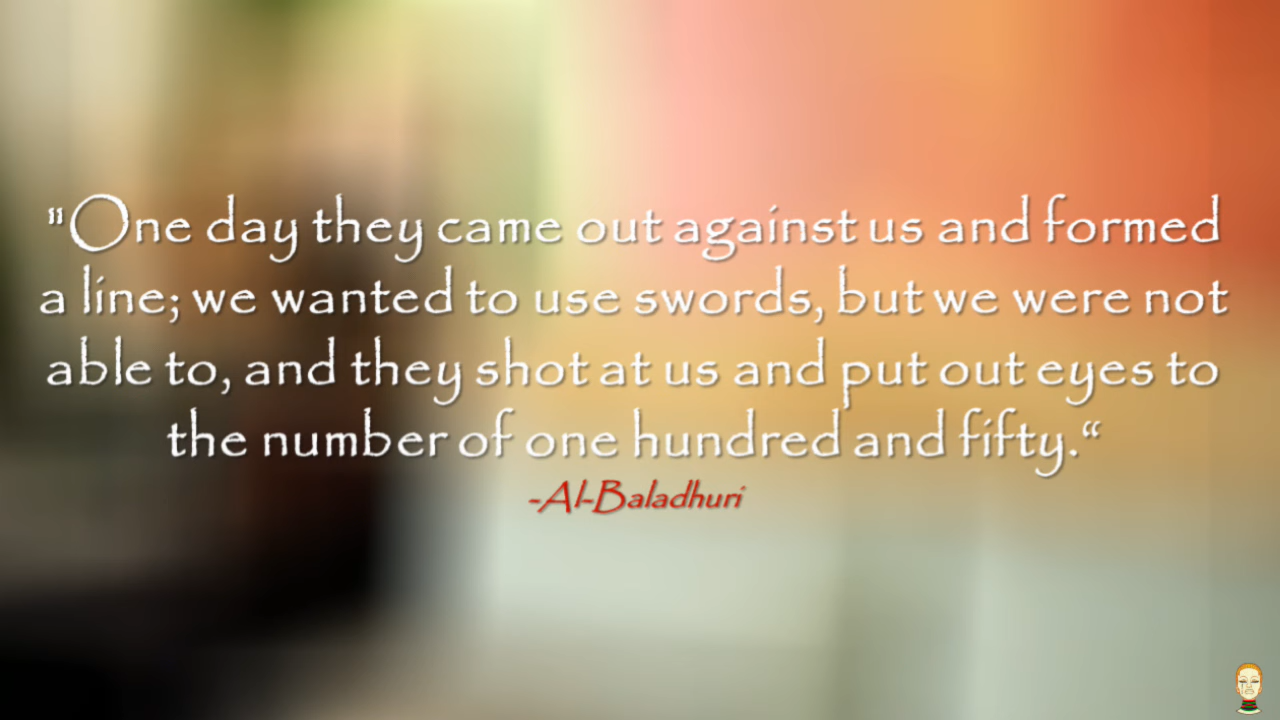 "One day they came out against us and formed
a line; we wanted to use swords, but we were not
able to, and they shot at us and put out eyes to
the number of one hundred and fifty.“
-Al-Baladhuri